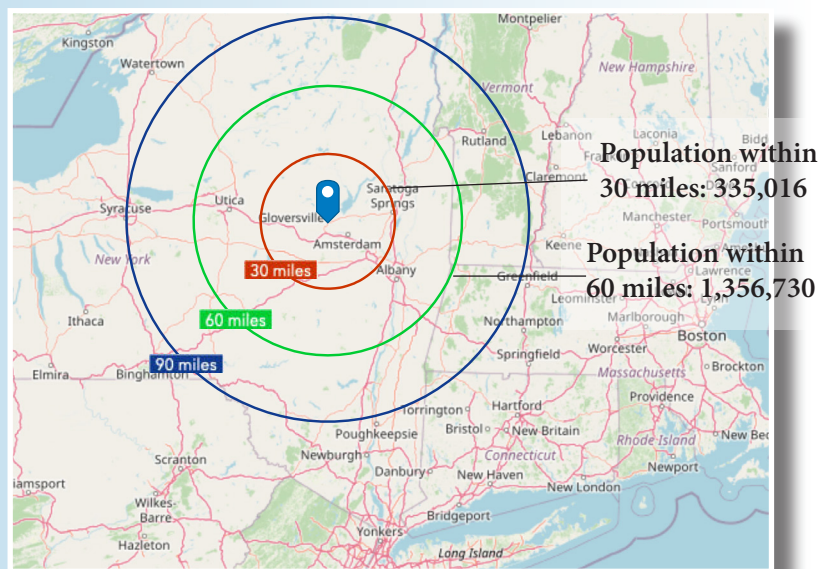 Montpelier
Kingston
Watertown
New Hampshire
Vermont
Rutland
Lebanon
Laconia
Population within
30 miles: 335,016
Claremont
Sanford
Saratoga
Springs
Utica
Syracuse
Gloversville
Manchester
Portsmouth
Amsterdam
Keene
New York
Population within
60 miles: 1,356,730
30 miles
Albany
Greenfield
Lawrence
Leominster
60 miles
Ithaca
Northampton
Marlborough
Boston
Worcester
Springfield
90 miles
Elmira
Binghamton
Massachusetts
Brockton
Torrington
Hartford
Providence
Poughkeepsie
Bristol
New Britain
Rhode Island
New Bed
Newburgh
Connecticut
Scranton
Danbury
New Haven
Newport
iamsport
New London
Wilkes-
Barre
Bridgeport
Yonkers
Hazleton
Long Island